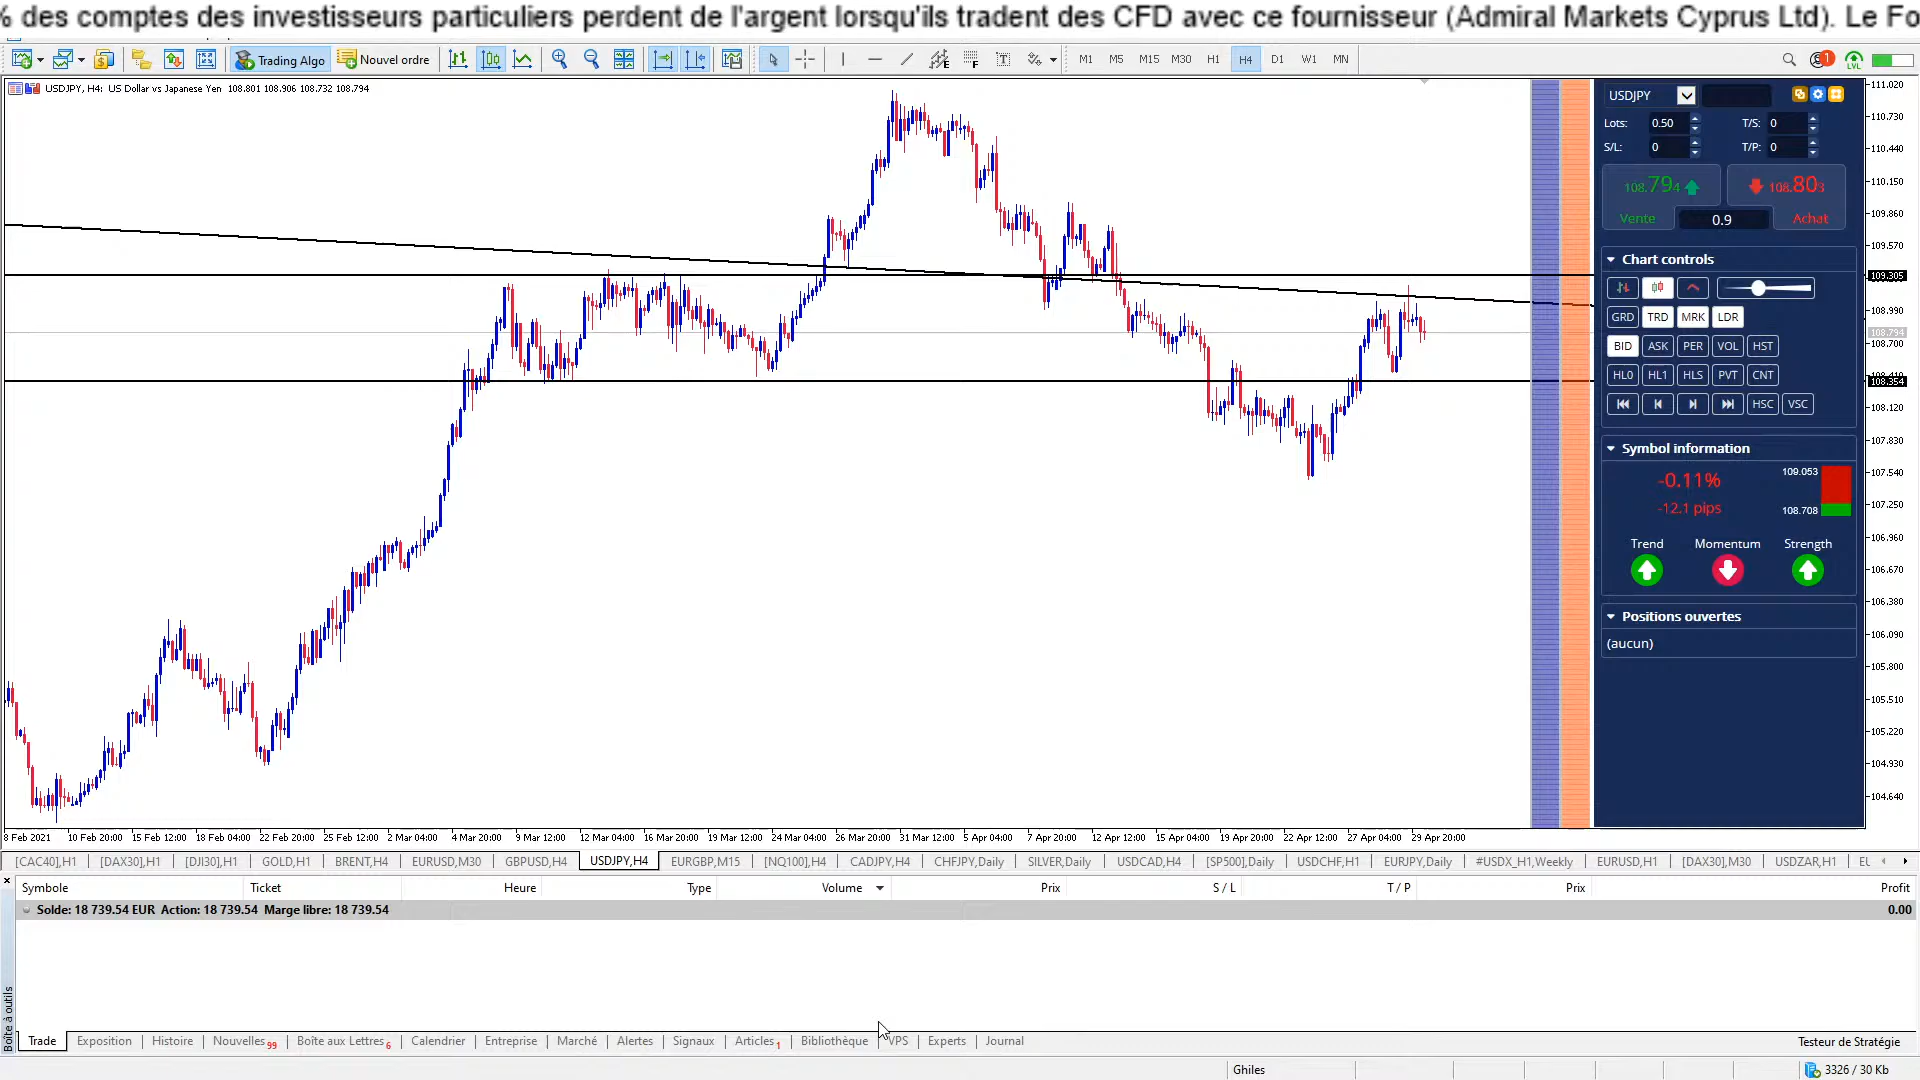 % des comptes des investisseurs particuliers perdent de l'argent lorsqu'ils tradent des CFD avec ce fournisseur (Admiral Markets Cyprus Ltd). Le Fo
Trading Algo Nouvel ordre M1 M5 M15 M30 H1 H4 D1 W1 MN 1 LVL
USDJPY, H4: US Dollar vs Japanese Yen 108.801 108.906 108.732 108.794
111.020
110.730
110.440
110.150
109.860
109.570
109.305
108.990
108.794
108.700
108.410
108.354
108.120
107.830
107.540
107.250
106.960
106.670
106.380
106.090
105.800
105.510
105.220
104.930
104.640
USDJPY
Lots: 0.50 T/S: 0
S/L: 0 T/P: 0
108.794 108.803
Vente 0.9 Achat
Chart controls
GRD TRD MRK LDR
BID ASK PER VOL HST
HL0 HL1 HLS PVT CNT
HSC VSC
Symbol information
-0.11% 109.053
-12.1 pips 108.708
Trend Momentum Strength
Positions ouvertes
(aucun)
8 Feb 2021 10 Feb 20:00 15 Feb 12:00 18 Feb 04:00 22 Feb 20:00 25 Feb 12:00 2 Mar 04:00 4 Mar 20:00 9 Mar 12:00 12 Mar 04:00 16 Mar 20:00 19 Mar 12:00 24 Mar 04:00 26 Mar 20:00 31 Mar 12:00 5 Apr 04:00 7 Apr 20:00 12 Apr 12:00 15 Apr 04:00 19 Apr 20:00 22 Apr 12:00 27 Apr 04:00 29 Apr 20:00
[CAC40],H1 [DAX30],H1 [DJI30],H1 GOLD,H1 BRENT,H4 EURUSD,M30 GBPUSD,H4 USDJPY,H4 EURGBP,M15 [NQ100],H4 CADJPY,H4 CHFJPY,Daily SILVER,Daily USDCAD,H4 [SP500],Daily USDCHF,H1 EURJPY,Daily #USDX_H1,Weekly EURUSD,H1 [DAX30],M30 USDZAR,H1 EL
Symbole Ticket Heure Type Volume Prix S / L T / P Prix Profit
Solde: 18 739.54 EUR Action: 18 739.54 Marge libre: 18 739.54 0.00
Boîte à outils
Trade Exposition Histoire Nouvelles 99 Boîte aux Lettres 6 Calendrier Entreprise Marché Alertes Signaux Articles 1 Bibliothèque VPS Experts Journal Testeur de Stratégie
Ghiles 3326 / 30 Kb